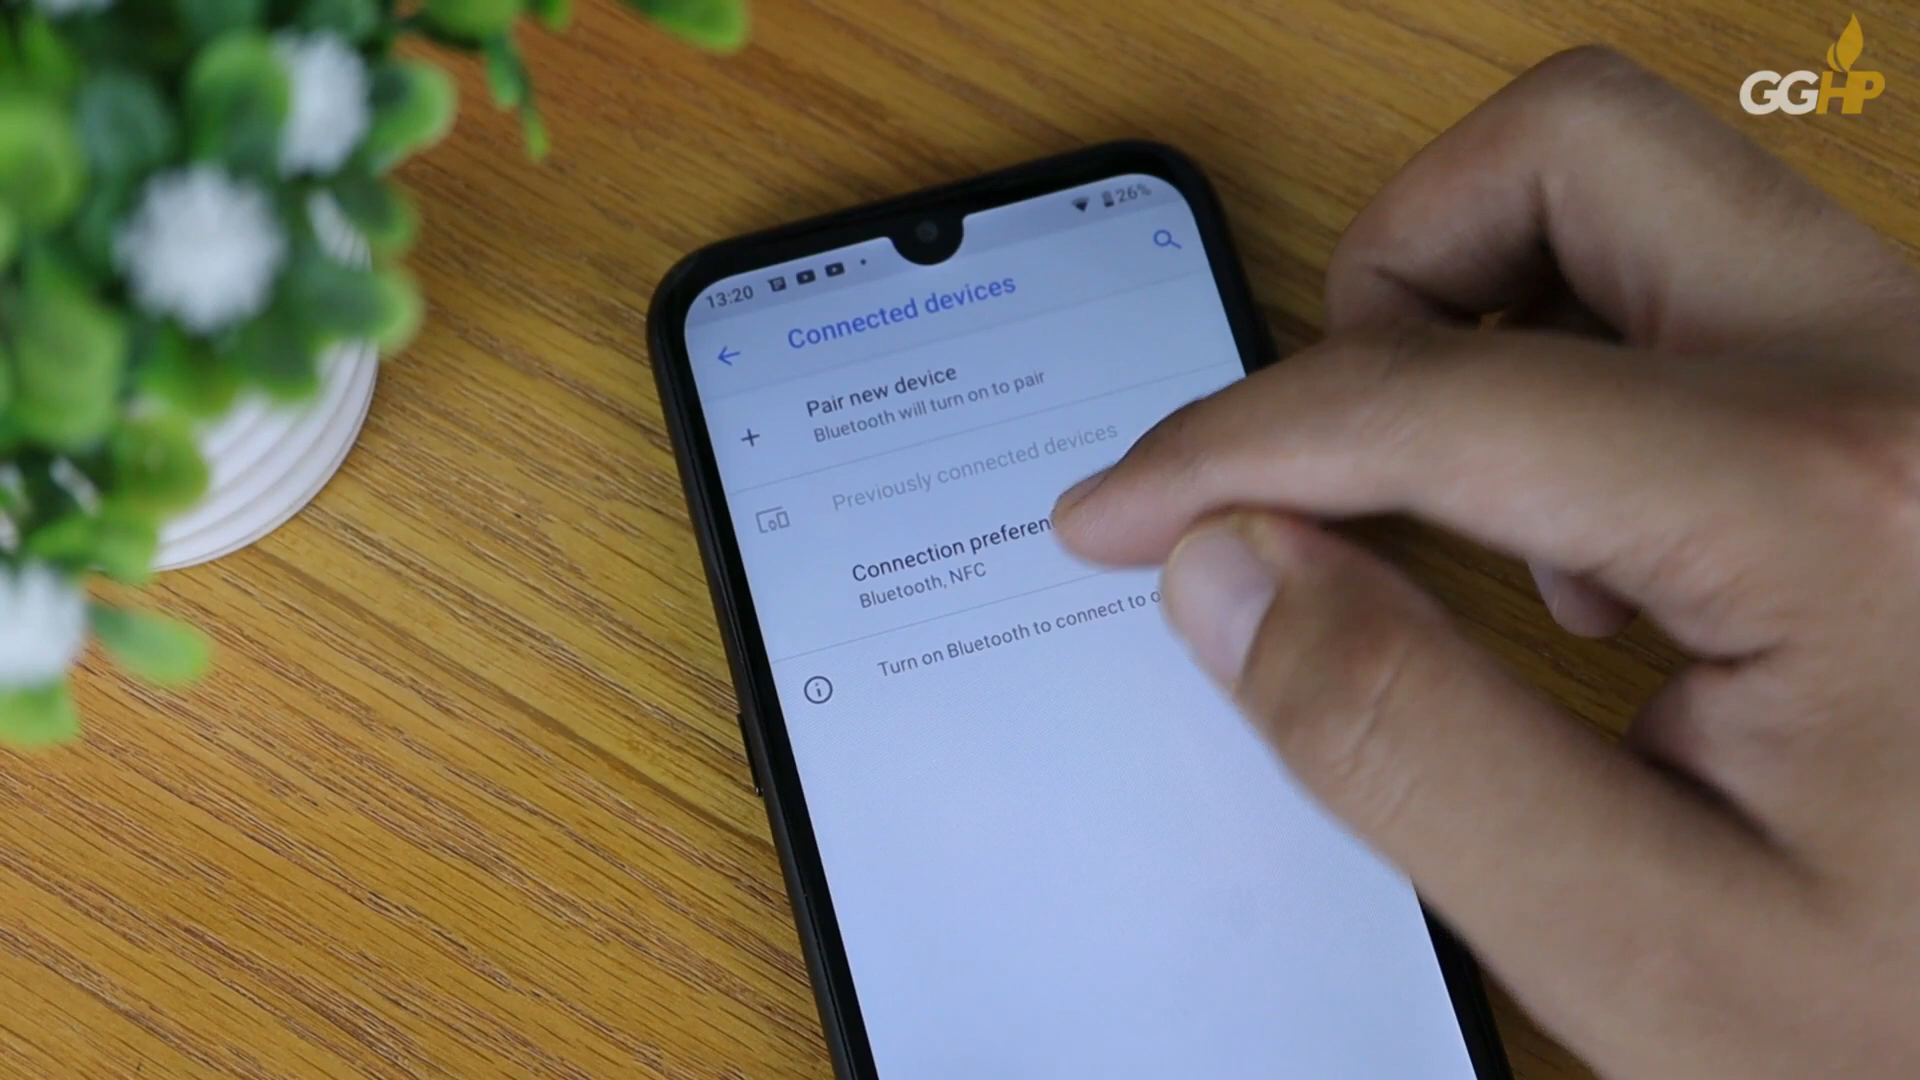 GGHP
13:20
26%
Connected devices
Pair new device
Bluetooth will turn on to pair
Previously connected devices
Connection
Bluetooth, NFC
Turn on Bluetooth to connect to